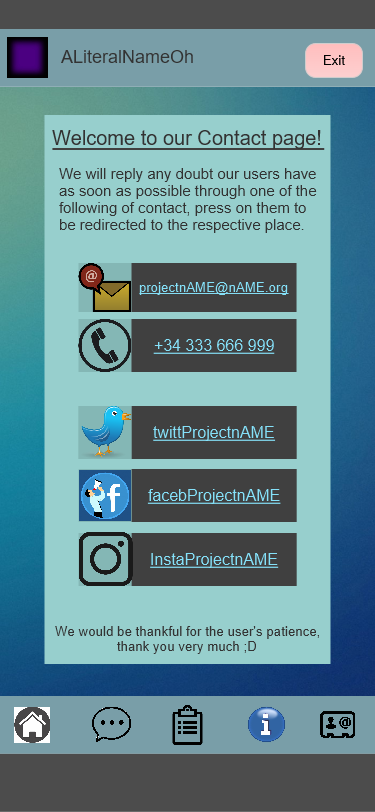 ALiteralNameOh
Exit
Welcome to our Contact page!
We will reply any doubt our users have
as soon as possible through one of the
following of contact, press on them to
be redirected to the respective place.
@
projectnAME@nAME.org
+34 333 666 999
twittProjectnAME
f
facebProjectnAME
InstaProjectnAME
We would be thankful for the user's patience,
thank you very much ;D
i
@